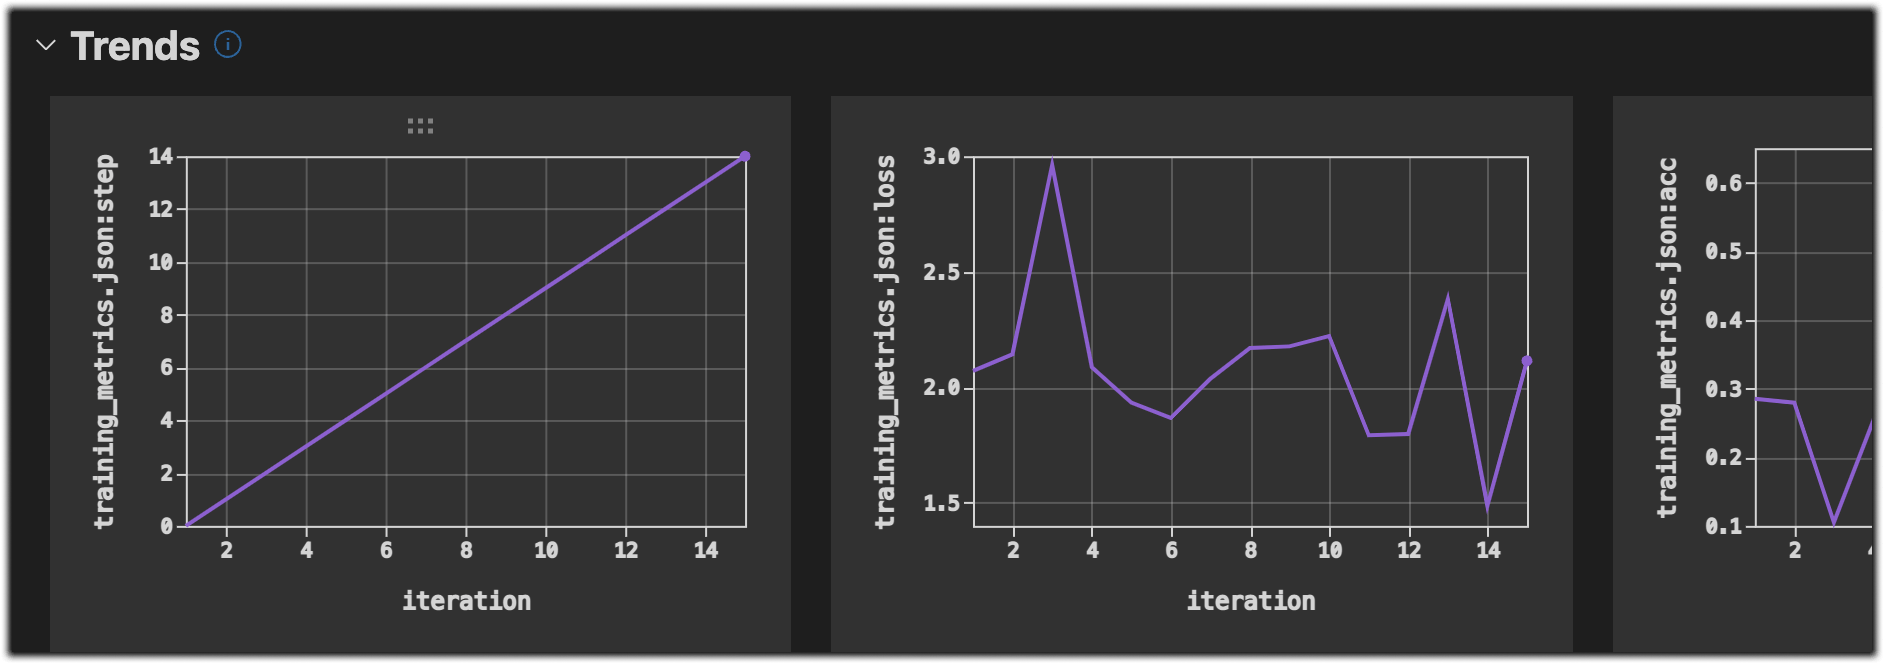 Trends
training_metrics.json:step
14
12
10
8
6
4
2
0
2 4 6 8 10 12 14
iteration
training_metrics.json:loss
3.0
2.5
2.0
1.5
2 4 6 8 10 12 14
iteration
training_metrics.json:acc
0.6
0.5
0.4
0.3
0.2
0.1
2